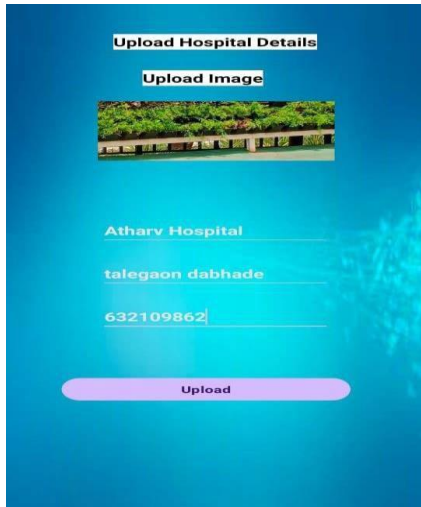 Upload Hospital Details
Upload Image
Atharv Hospital
talegaon dabhade
632109862
Upload